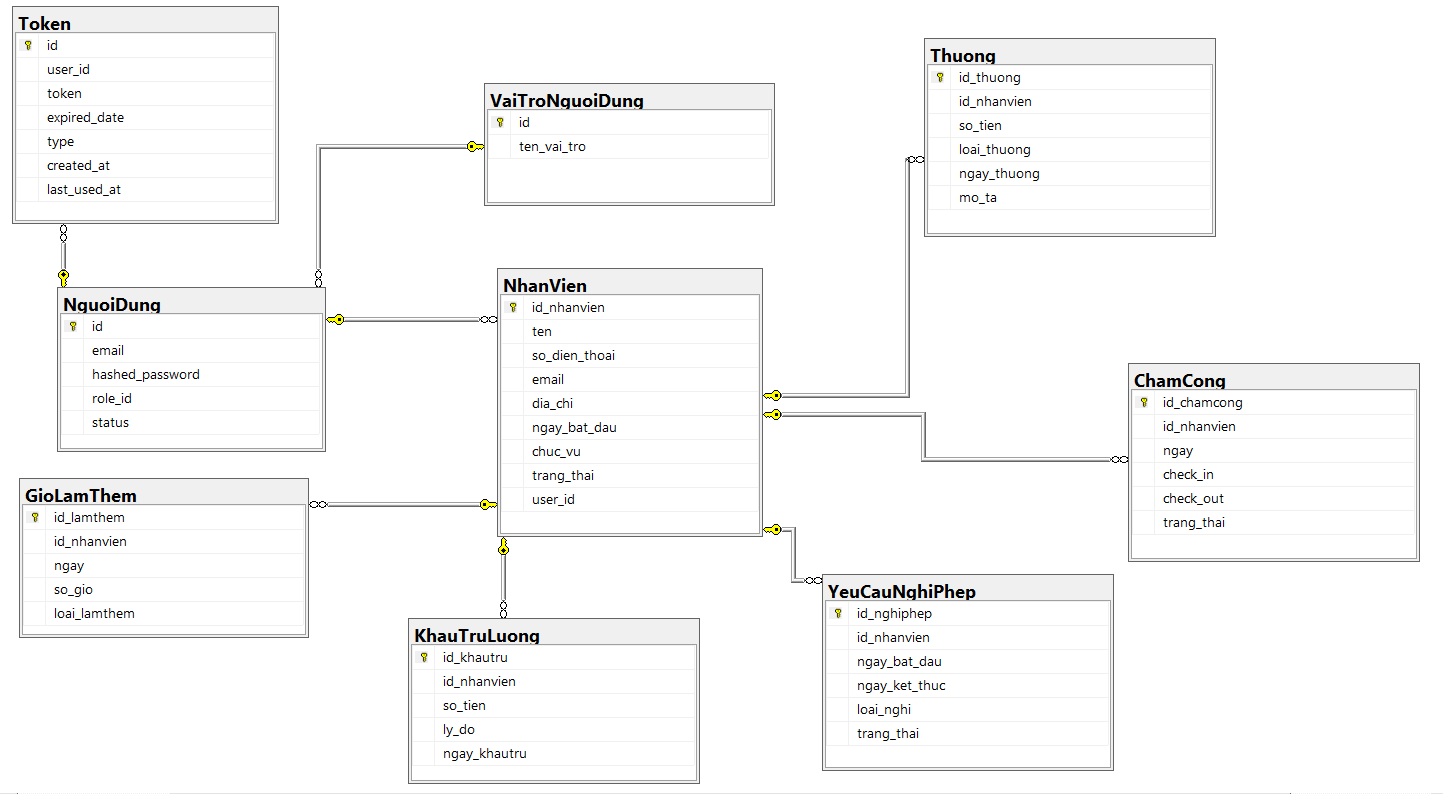 Token
id
user_id
token
expired_date
type
created_at
last_used_at
VaiTroNguoiDung
id
ten_vai_tro
Thuong
id_thuong
id_nhanvien
so_tien
loai_thuong
ngay_thuong
mo_ta
NguoiDung
id
email
hashed_password
role_id
status
NhanVien
id_nhanvien
ten
so_dien_thoai
email
dia_chi
ngay_bat_dau
chuc_vu
trang_thai
user_id
ChamCong
id_chamcong
id_nhanvien
ngay
check_in
check_out
trang_thai
GioLamThem
id_lamthem
id_nhanvien
ngay
so_gio
loai_lamthem
KhauTruLuong
id_khautru
id_nhanvien
so_tien
ly_do
ngay_khautru
YeuCauNghiPhep
id_nghiphep
id_nhanvien
ngay_bat_dau
ngay_ket_thuc
loai_nghi
trang_thai